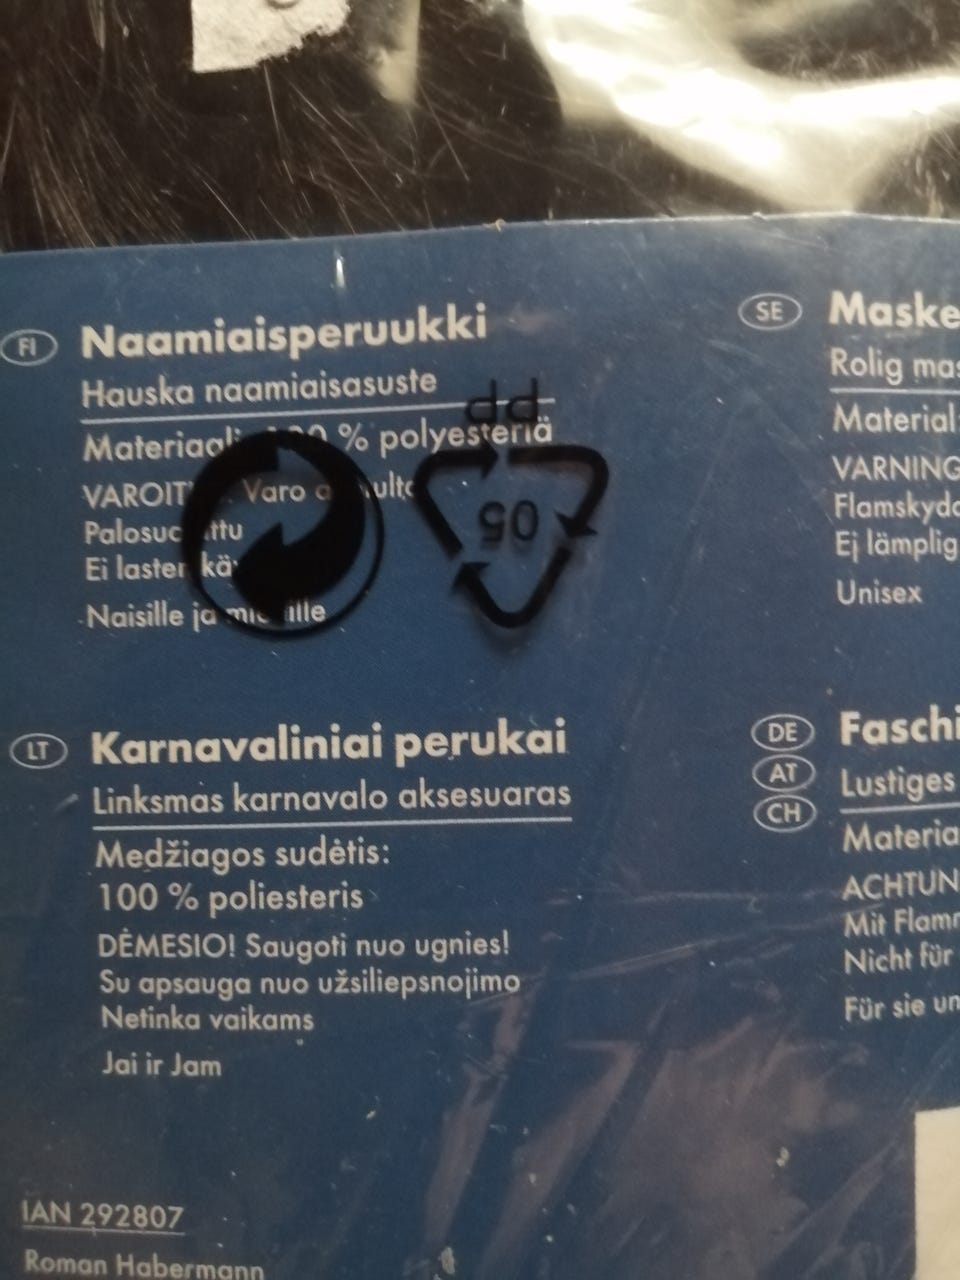 FI
Naamiaisperuukki
Hauska naamiaisasuste
% polyesteriä
Varo
Ei
Naisille ja
PP
05
SE
Maske
Rolig mas
Material:
VARNING
Flamskydd
Ej lämplig
Unisex
LT
Karnavaliniai perukai
Linksmas karnavalo aksesuaras
Medžiagos sudėtis:
100 % poliesteris
DĖMESIO! Saugoti nuo ugnies!
Su apsauga nuo užsiliepsnojimo
Netinka vaikams
Jai ir Jam
DE
AT
CH
Faschi
Lustiges
Materia
ACHTUN
Mit Flamm
Nicht für
Für sie un
IAN 292807
Roman Habermann